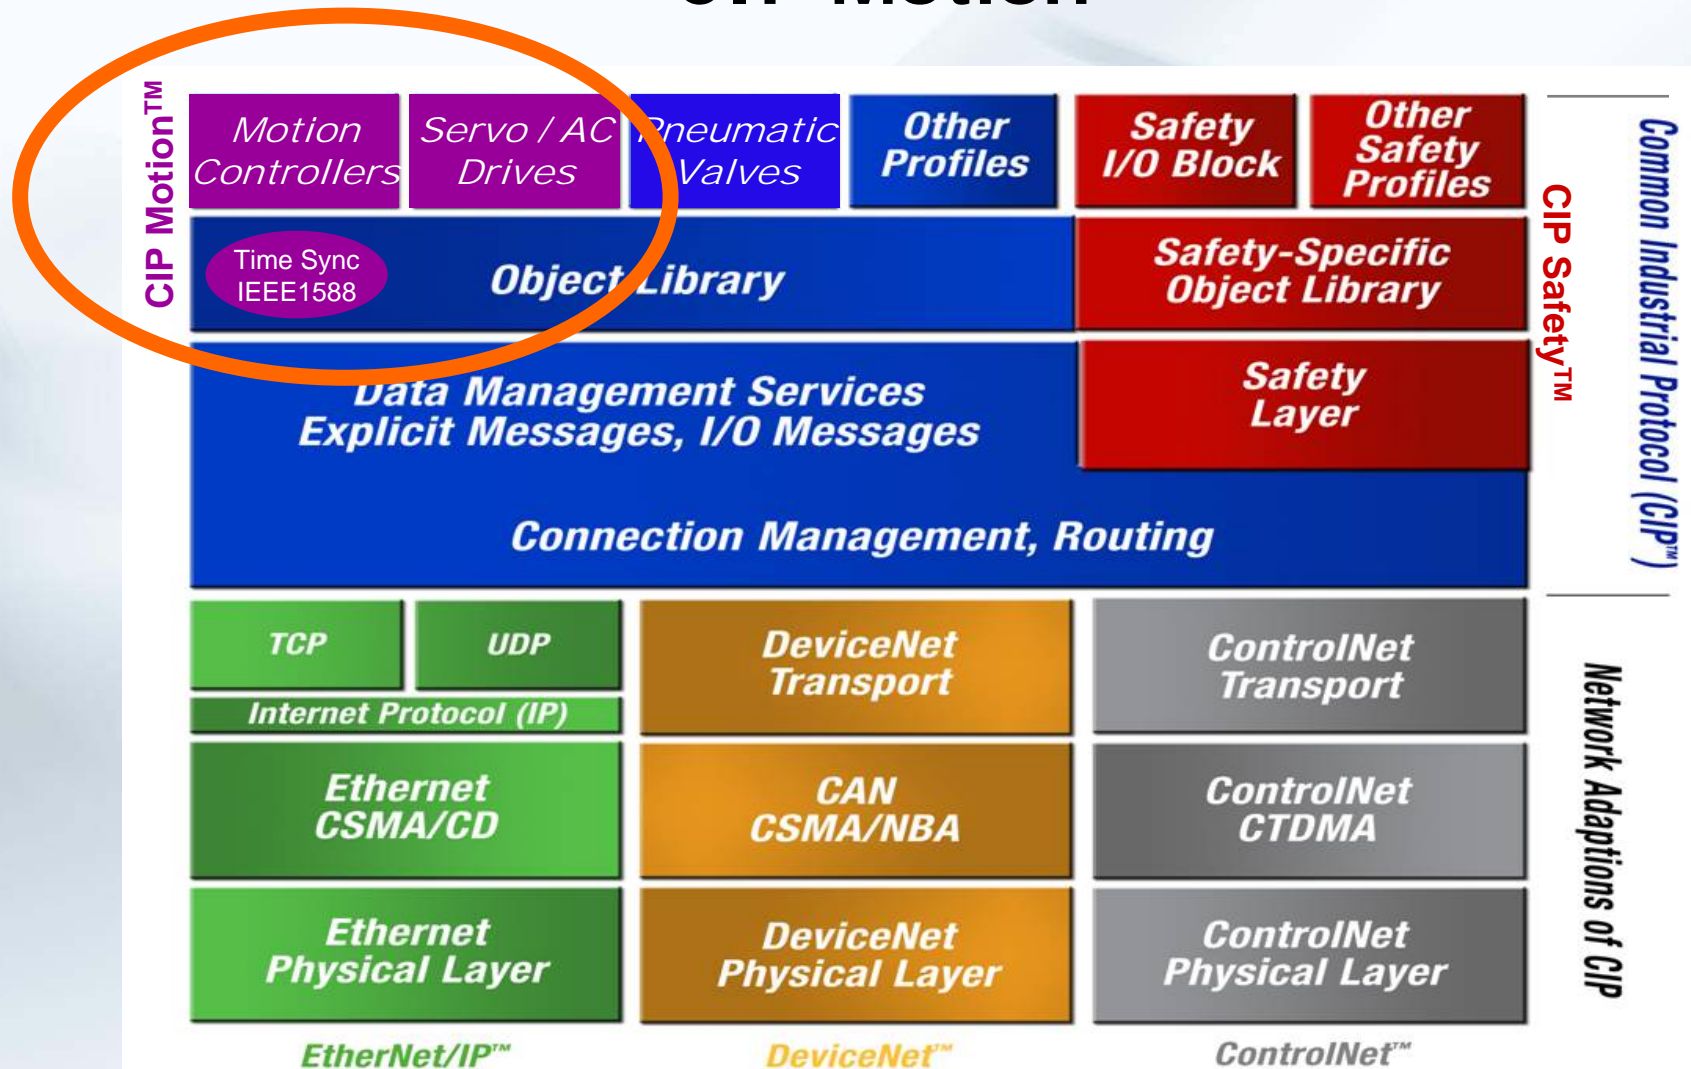 CIP Motion
CIP Motion™
Motion
Controllers
Servo / AC
Drives
Pneumatic
Valves
Other
Profiles
Safety
I/O Block
Other
Safety
Profiles
Time Sync
IEEE1588
Object Library
Safety-Specific
Object Library
CIP Safety™
Common Industrial Protocol (CIP™)
Data Management Services
Explicit Messages, I/O Messages
Safety
Layer
Connection Management, Routing
TCP
UDP
Internet Protocol (IP)
DeviceNet
Transport
ControlNet
Transport
Ethernet
CSMA/CD
CAN
CSMA/NBA
ControlNet
CTDMA
Ethernet
Physical Layer
DeviceNet
Physical Layer
ControlNet
Physical Layer
Network Adaptions of CIP
EtherNet/IP™
DeviceNet™
ControlNet™